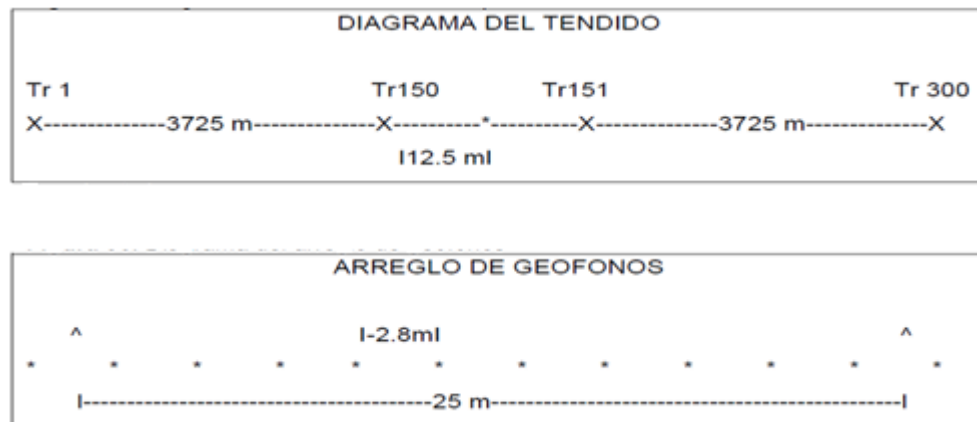 DIAGRAMA DEL TENDIDO
Tr 1 Tr150 Tr151 Tr 300
X--------------3725 m--------------X----------*----------X--------------3725 m--------------X
I12.5 mI
ARREGLO DE GEOFONOS
^ I-2.8mI ^
* * * * * * * * * * * *
I----------------------------------------25 m-----------------------------------------------I